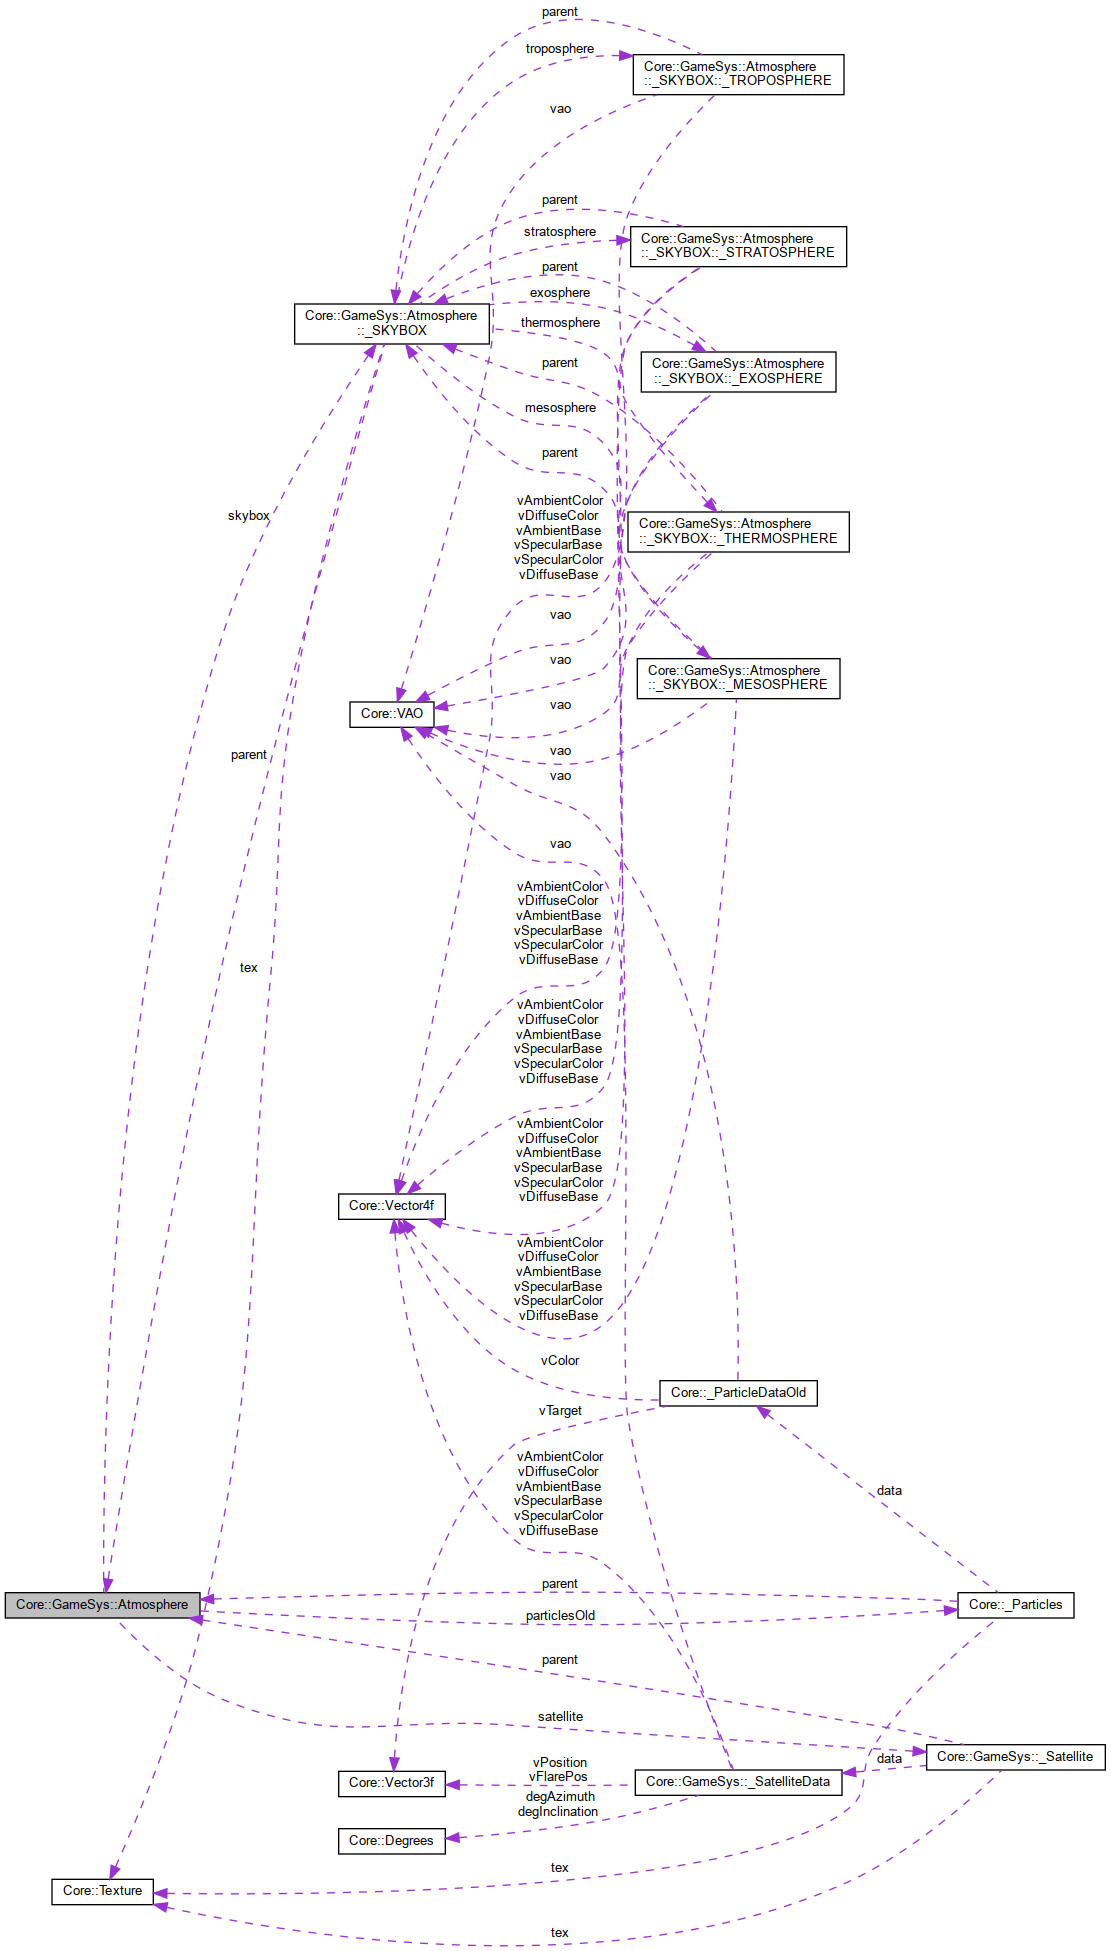 parent
troposphere
Core::GameSys::Atmosphere
::_SKYBOX::_TROPOSPHERE
vao
parent
stratosphere
Core::GameSys::Atmosphere
::_SKYBOX::_STRATOSPHERE
parent
exosphere
Core::GameSys::Atmosphere
::_SKYBOX
thermosphere
parent
Core::GameSys::Atmosphere
::_SKYBOX::_EXOSPHERE
mesosphere
parent
vAmbientColor
vDiffuseColor
vAmbientBase
vSpecularBase
vSpecularColor
vDiffuseBase
skybox
Core::GameSys::Atmosphere
::_SKYBOX::_THERMOSPHERE
vao
vao
Core::GameSys::Atmosphere
::_SKYBOX::_MESOSPHERE
vao
Core::VAO
vao
parent
vao
vao
vAmbientColor
vDiffuseColor
vAmbientBase
vSpecularBase
vSpecularColor
vDiffuseBase
tex
vAmbientColor
vDiffuseColor
vAmbientBase
vSpecularBase
vSpecularColor
vDiffuseBase
vAmbientColor
vDiffuseColor
vAmbientBase
vSpecularBase
vSpecularColor
vDiffuseBase
Core::Vector4f
vAmbientColor
vDiffuseColor
vAmbientBase
vSpecularBase
vSpecularColor
vDiffuseBase
vColor
Core::_ParticleDataOld
vTarget
vAmbientColor
vDiffuseColor
vAmbientBase
vSpecularBase
vSpecularColor
vDiffuseBase
data
parent
Core::GameSys::Atmosphere
particlesOld
Core::_Particles
parent
satellite
Core::GameSys::_Satellite
data
vPosition
vFlarePos
Core::Vector3f
Core::GameSys::_SatelliteData
degAzimuth
degInclination
Core::Degrees
tex
Core::Texture
tex